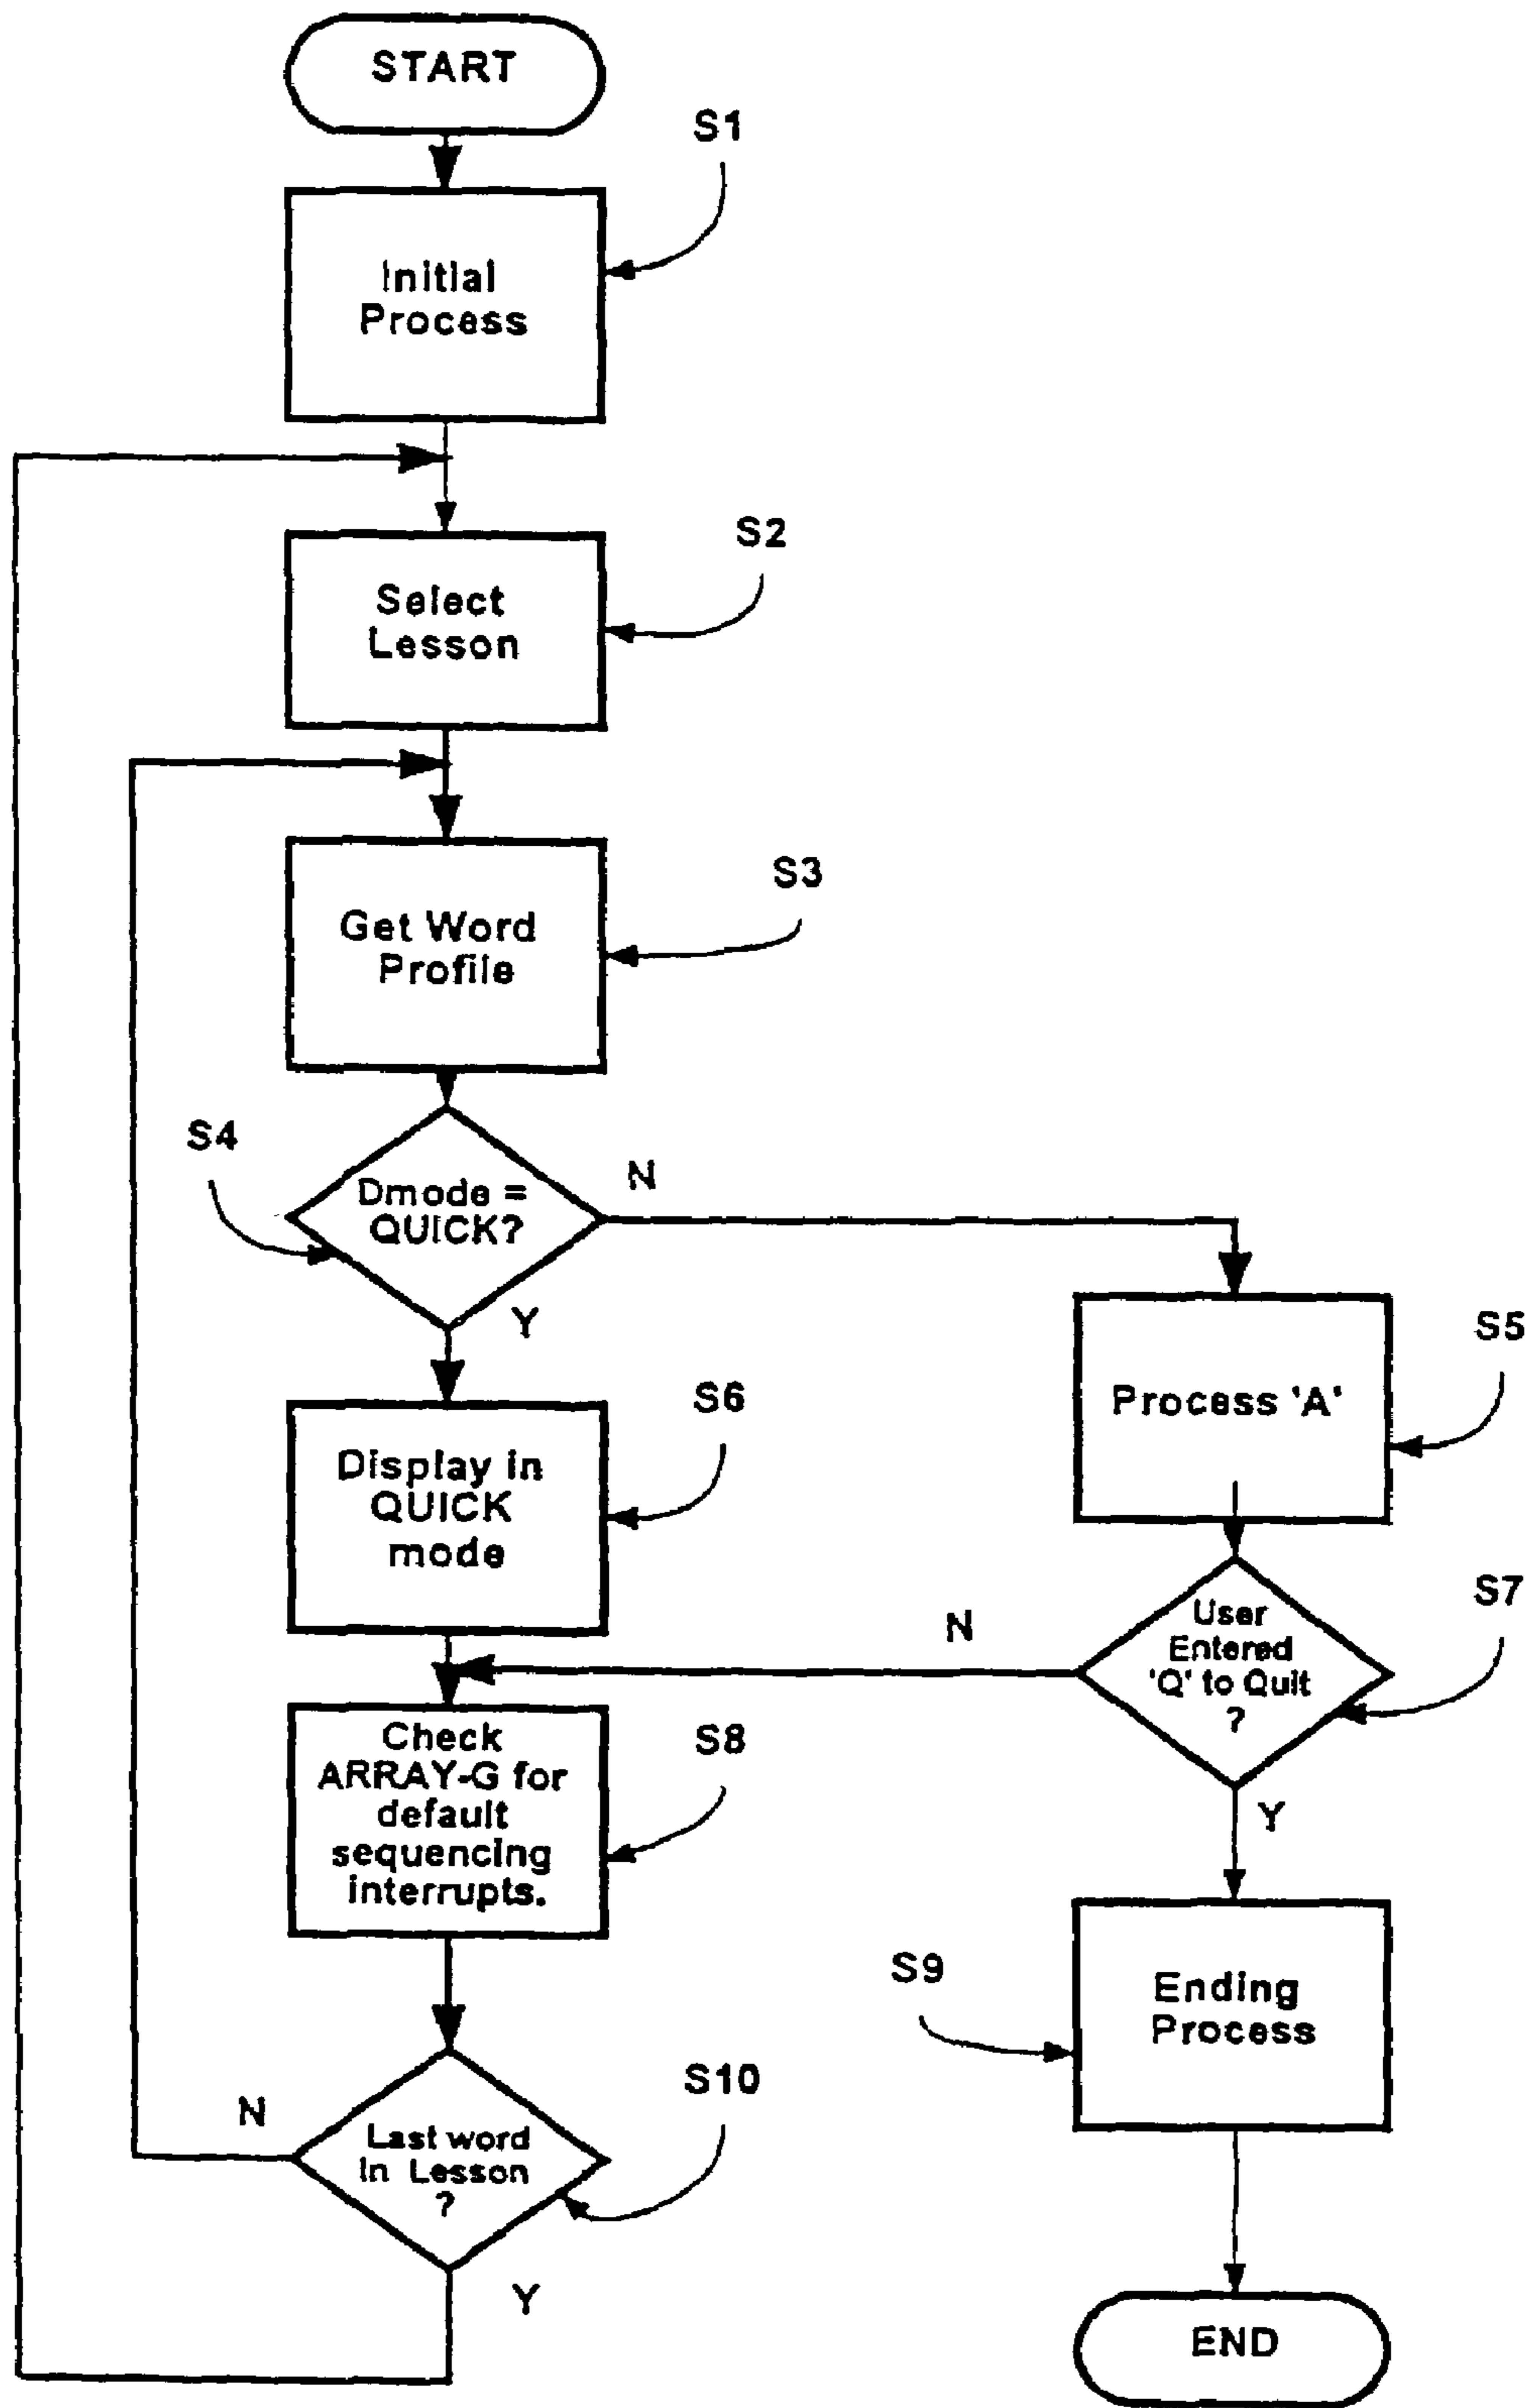 START
S1
Initial
Process
S2
Select
Lesson
S3
Get Word
Profile
S4
Dmode =
QUICK?
N
Y
S5
Process 'A'
S6
Display in
QUICK
mode
S7
User
Entered
'Q' to Quit
?
N
Y
S8
Check
ARRAY-G for
default
sequencing
interrupts.
S9
Ending
Process
S10
Last word
In Lesson
?
N
Y
END